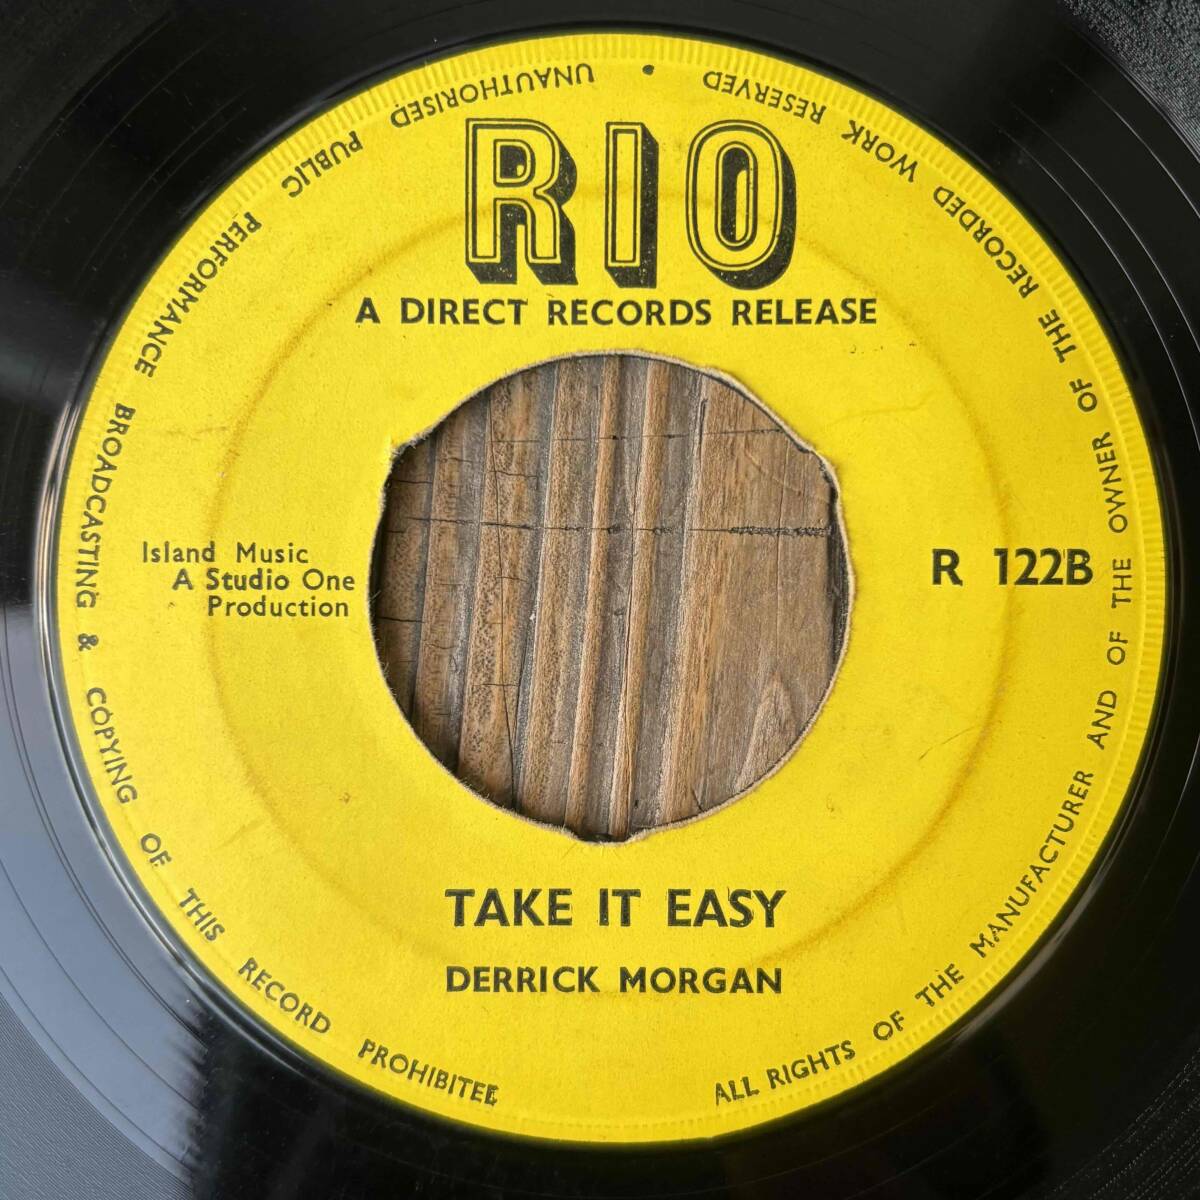 RIO
A DIRECT RECORDS RELEASE
Island Music
A Studio One
Production
R 122B
TAKE IT EASY
DERRICK MORGAN
ALL RIGHTS OF THE MANUFACTURER AND OF THE OWNER OF THE RECORDED WORK RESERVED • UNAUTHORISED PUBLIC PERFORMANCE BROADCASTING & COPYING OF THIS RECORD PROHIBITED